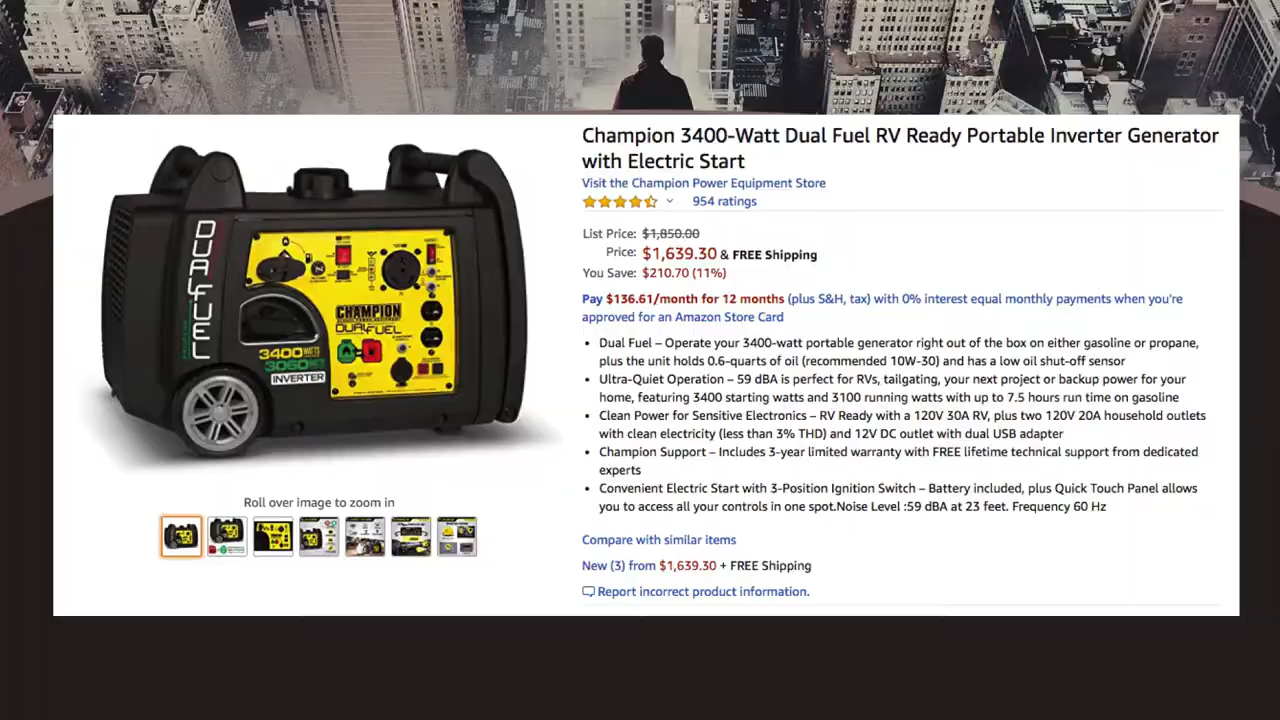 Champion 3400-Watt Dual Fuel RV Ready Portable Inverter Generator
with Electric Start
Visit the Champion Power Equipment Store
954 ratings
List Price: $1,850.00
Price: $1,639.30 & FREE Shipping
You Save: $210.70 (11%)
Pay $136.61/month for 12 months (plus S&H, tax) with 0% interest equal monthly payments when you're
approved for an Amazon Store Card
• Dual Fuel – Operate your 3400-watt portable generator right out of the box on either gasoline or propane,
plus the unit holds 0.6-quarts of oil (recommended 10W-30) and has a low oil shut-off sensor
• Ultra-Quiet Operation – 59 dBA is perfect for RVs, tailgating, your next project or backup power for your
home, featuring 3400 starting watts and 3100 running watts with up to 7.5 hours run time on gasoline
• Clean Power for Sensitive Electronics – RV Ready with a 120V 30A RV, plus two 120V 20A household outlets
with clean electricity (less than 3% THD) and 12V DC outlet with dual USB adapter
• Champion Support – Includes 3-year limited warranty with FREE lifetime technical support from dedicated
experts
• Convenient Electric Start with 3-Position Ignition Switch – Battery included, plus Quick Touch Panel allows
you to access all your controls in one spot.Noise Level :59 dBA at 23 feet. Frequency 60 Hz
Compare with similar items
New (3) from $1,639.30 + FREE Shipping
Report incorrect product information.
DUAL FUEL
CHAMPION
DUAL FUEL
3400 WATTS
3060 WATTS
INVERTER
Roll over image to zoom in